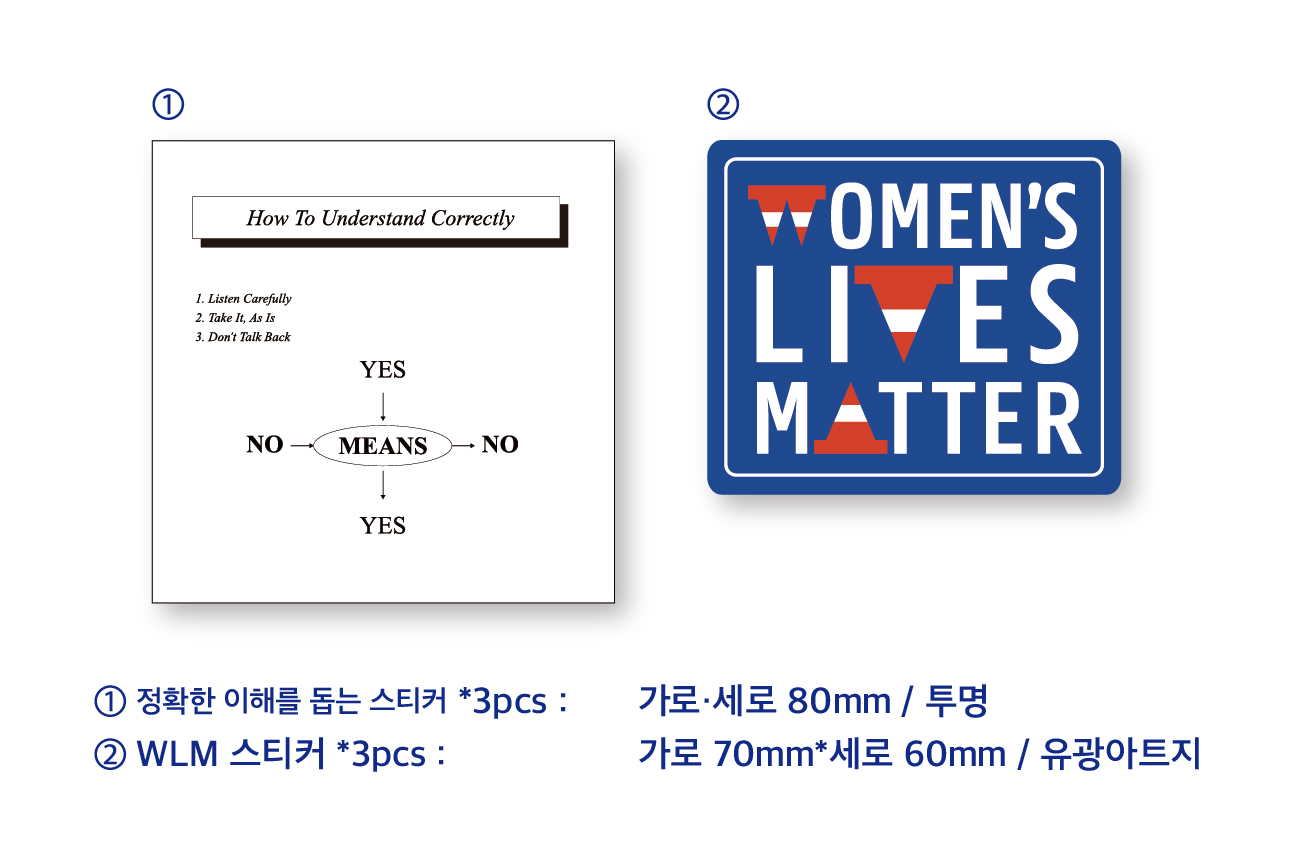 ①
How To Understand Correctly
1. Listen Carefully
2. Take It, As Is
3. Don't Talk Back
YES
NO MEANS NO
YES
②
WOMEN'S
LIVES
MATTER
① 정확한 이해를 돕는 스티커 *3pcs : 가로·세로 80mm / 투명
② WLM 스티커 *3pcs : 가로 70mm*세로 60mm / 유광아트지